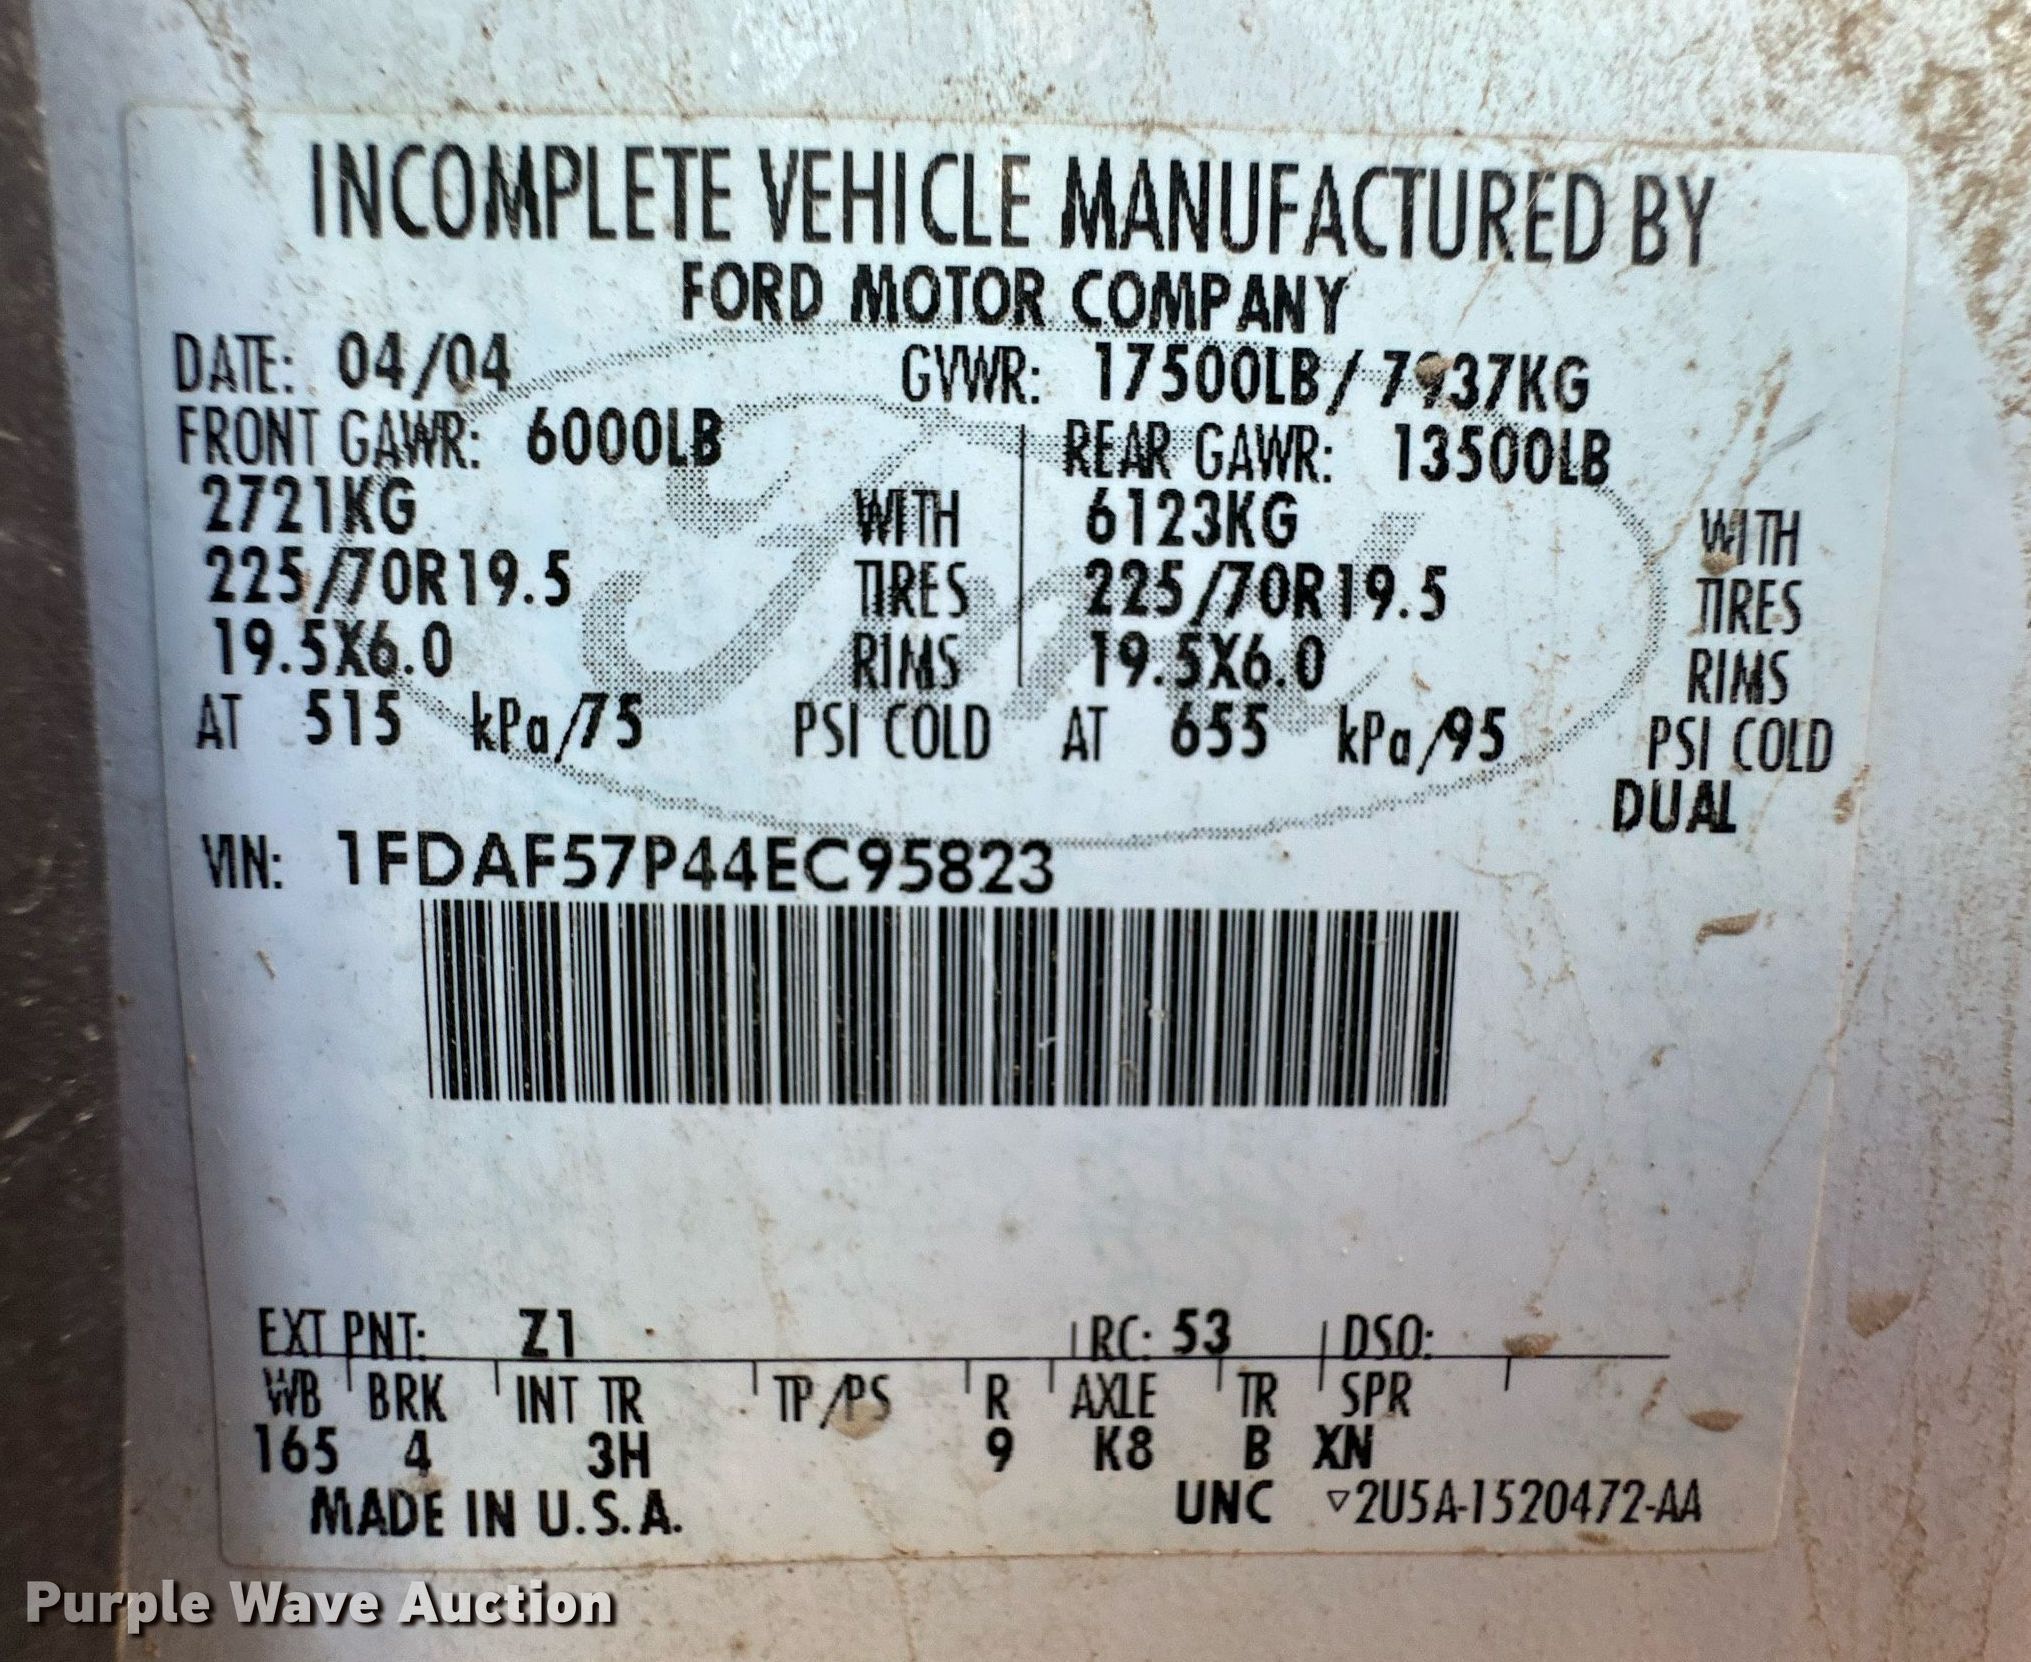 INCOMPLETE VEHICLE MANUFACTURED BY
FORD MOTOR COMPANY
DATE: 04/04 GVWR: 17500LB/ 7937KG
FRONT GAWR: 6000LB REAR GAWR: 13500LB
2721KG WITH 6123KG WITH
225/70R19.5 TIRES 225/70R19.5 TIRES
19.5X6.0 RIMS 19.5X6.0 RIMS
AT 515 kPa/75 PSI COLD AT 655 kPa/95 PSI COLD
DUAL
VIN: 1FDAF57P44EC95823
EXT PNT: Z1 RC: 53 DSO:
WB BRK INT TR TP/PS R AXLE TR SPR
165 4 3H 9 K8 B XN
MADE IN U.S.A. UNC ▽2U5A-1520472-AA
Purple Wave Auction